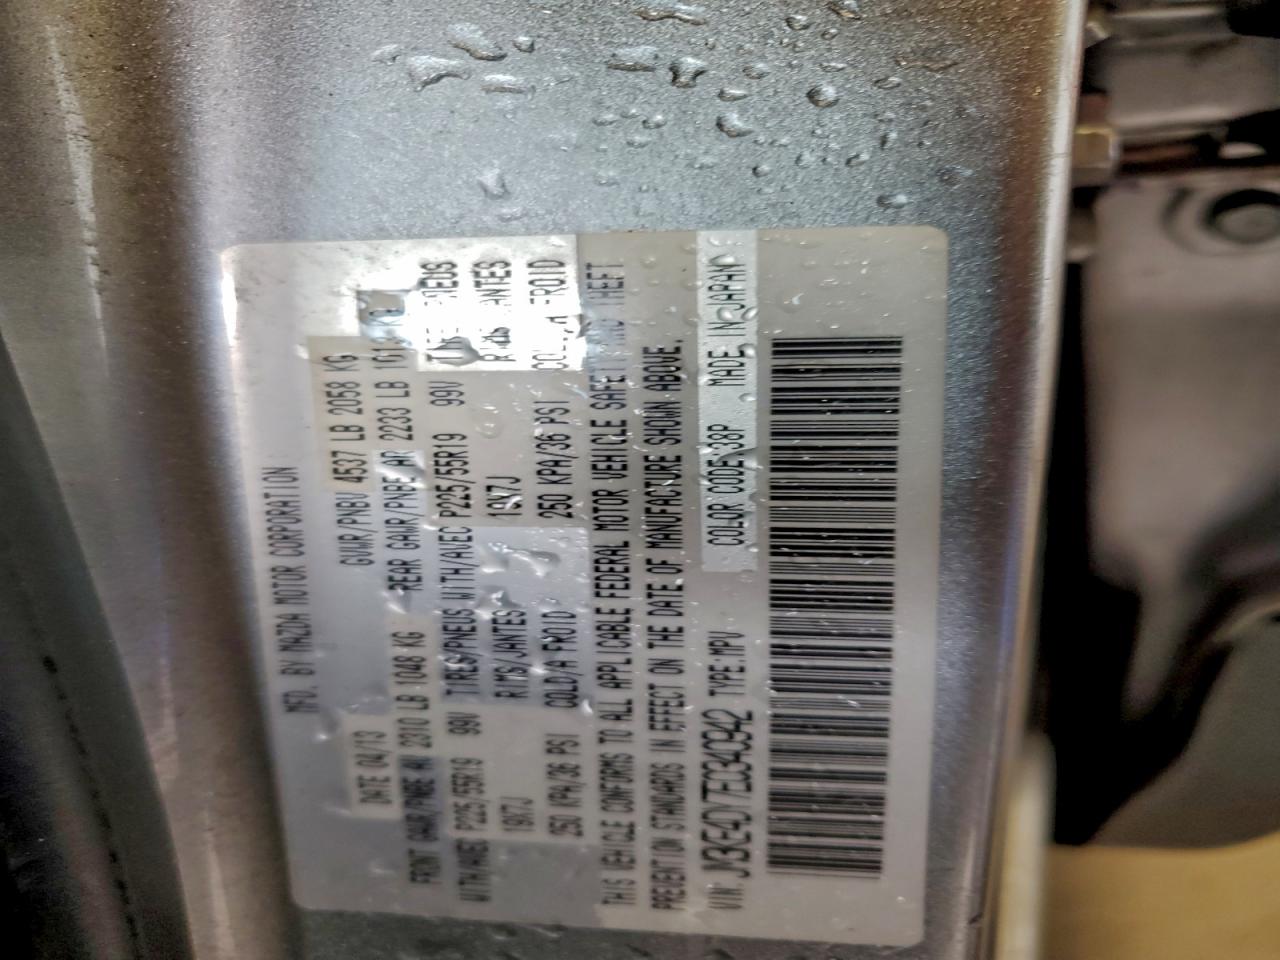 MFD. BY MAZDA MOTOR CORPORATION
DATE 04/13 GVWR/PNBV 4537 LB 2058 KG
FRONT GAWR/PNBE AV 2310 LB 1048 KG REAR GAWR/PNBE AR 2233 LB
WITH/AVEC P225/55R19 99V TIRES/PNEUS WITH/AVEC P225/55R19 99V
19X7J RIMS/JANTES 19X7J
250 KPA/36 PSI COLD/A FROID 250 KPA/36 PSI
THIS VEHICLE CONFORMS TO ALL APPLICABLE FEDERAL MOTOR VEHICLE SAFETY AND THEFT
PREVENTION STANDARDS IN EFFECT ON THE DATE OF MANUFACTURE SHOWN ABOVE.
VIN: TYPE:MPV COLOR CODE:38P MADE IN JAPAN